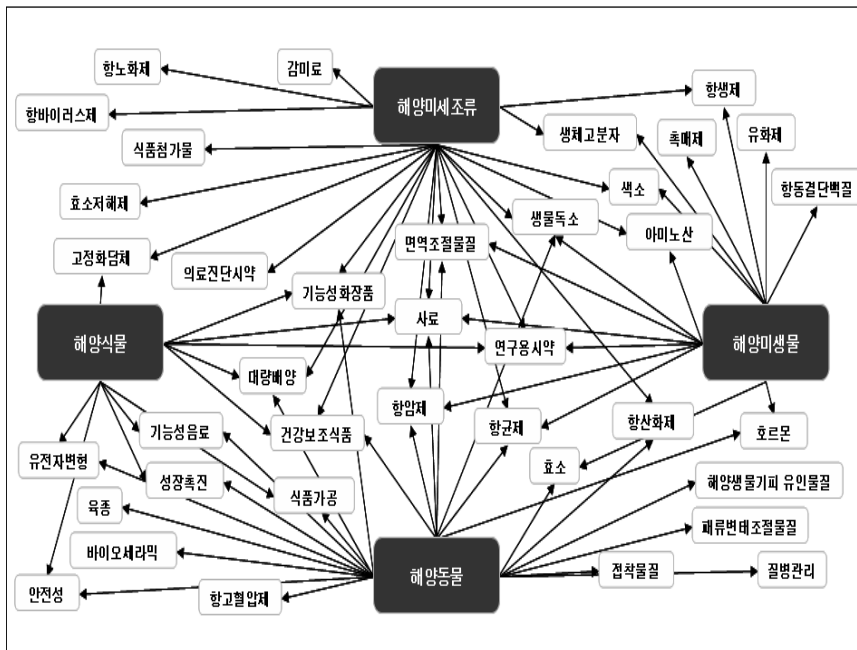 항노화제
감미료
해양미세조류
항생제
항바이러스제
생체고분자
촉매제
유화제
식품첨가물
색소
항동결단백질
효소저해제
생물독소
아미노산
면역조절물질
고정화담체
의료진단시약
기능성화장품
사료
해양식물
연구용시약
해양미생물
대량배양
항암제
기능성음료
건강보조식품
항균제
항산화제
호르몬
유전자변형
효소
성장촉진
식품가공
해양생물기피 유인물질
육종
패류변태조절물질
바이오세라믹
해양동물
접착물질
질병관리
안전성
항고혈압제